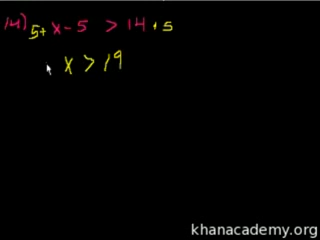 14) 5+ x - 5 > 14 + 5
x > 19
khanacademy.org